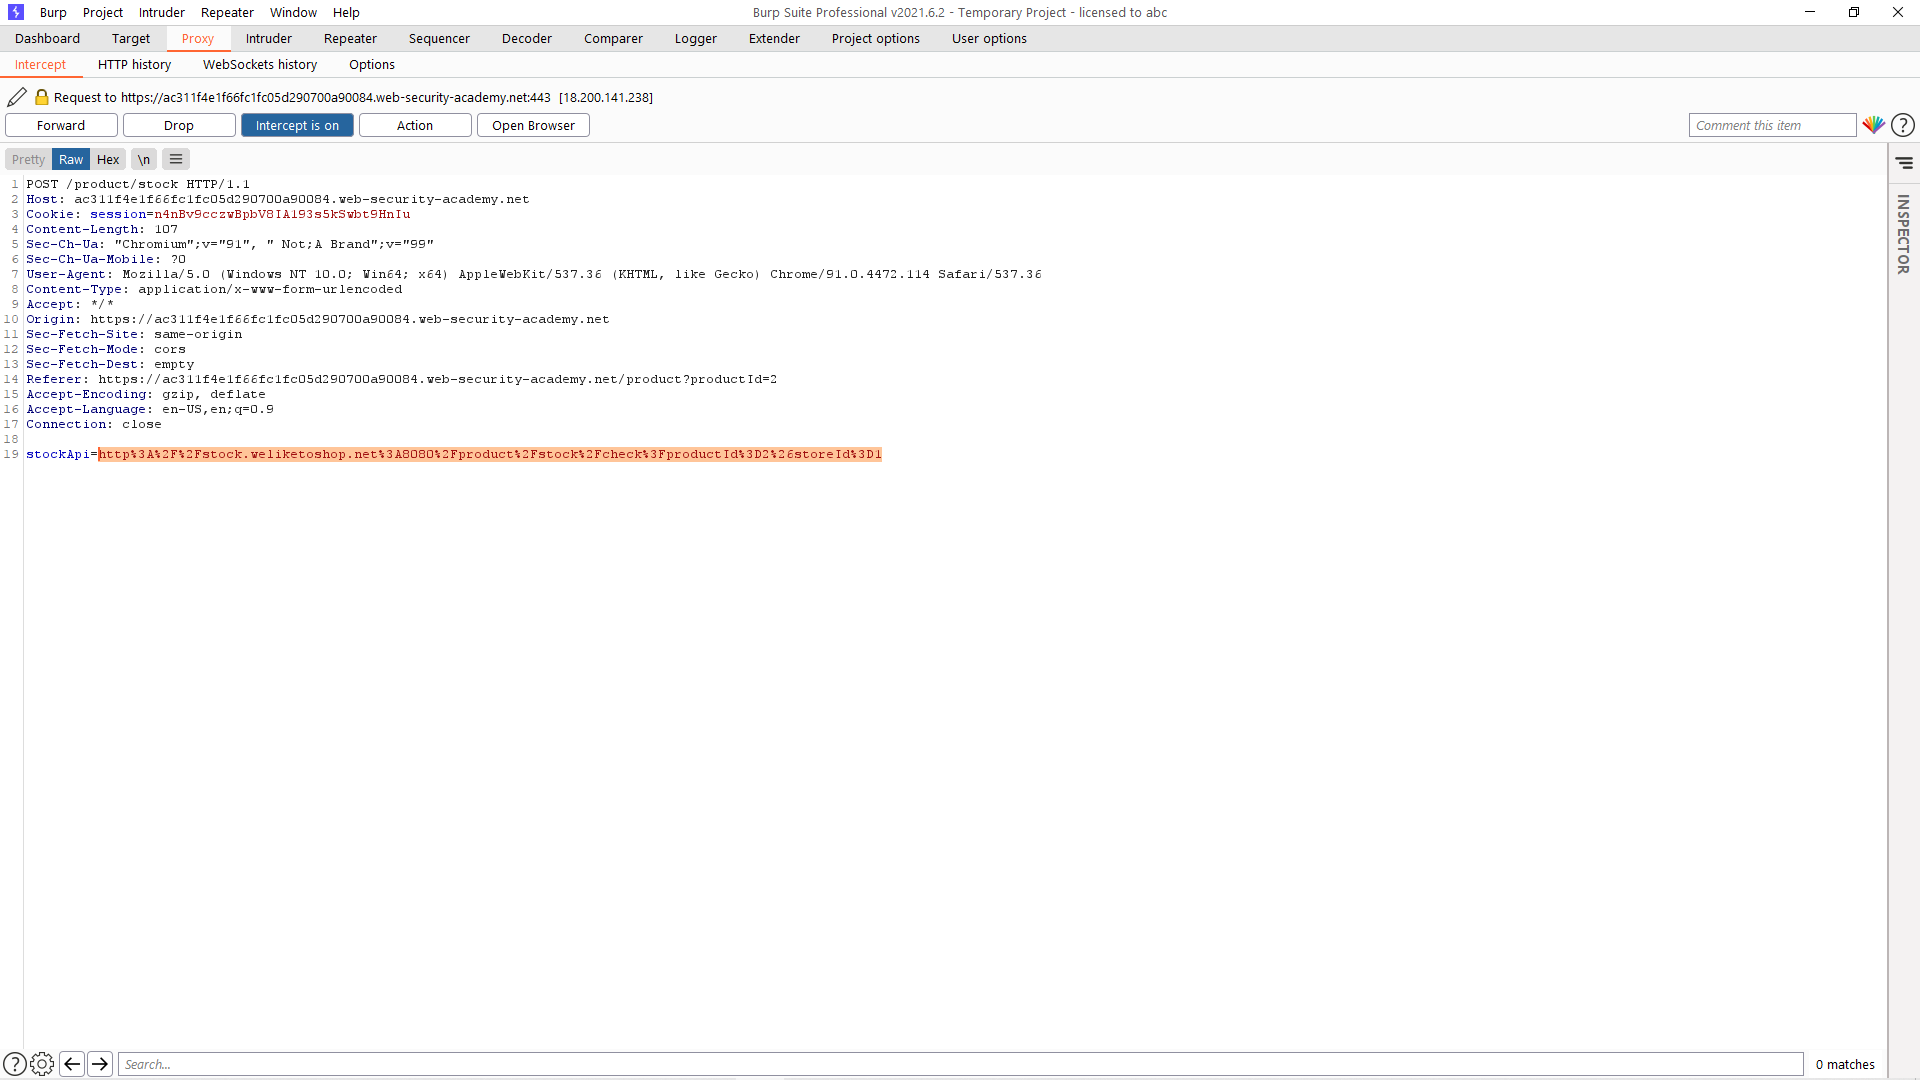 Burp Project Intruder Repeater Window Help
Burp Suite Professional v2021.6.2 - Temporary Project - licensed to abc
Dashboard Target Proxy Intruder Repeater Sequencer Decoder Comparer Logger Extender Project options User options
Intercept HTTP history WebSockets history Options
Request to https://ac311f4e1f66fc1fc05d290700a90084.web-security-academy.net:443 [18.200.141.238]
Forward Drop Intercept is on Action Open Browser Comment this item ?
Pretty Raw Hex \n
INSPECTOR
1 POST /product/stock HTTP/1.1
2 Host: ac311f4e1f66fc1fc05d290700a90084.web-security-academy.net
3 Cookie: session=n4nBv9cczwBpbV8IA193s5kSwbt9HnIu
4 Content-Length: 107
5 Sec-Ch-Ua: "Chromium";v="91", " Not;A Brand";v="99"
6 Sec-Ch-Ua-Mobile: ?0
7 User-Agent: Mozilla/5.0 (Windows NT 10.0; Win64; x64) AppleWebKit/537.36 (KHTML, like Gecko) Chrome/91.0.4472.114 Safari/537.36
8 Content-Type: application/x-www-form-urlencoded
9 Accept: */*
10 Origin: https://ac311f4e1f66fc1fc05d290700a90084.web-security-academy.net
11 Sec-Fetch-Site: same-origin
12 Sec-Fetch-Mode: cors
13 Sec-Fetch-Dest: empty
14 Referer: https://ac311f4e1f66fc1fc05d290700a90084.web-security-academy.net/product?productId=2
15 Accept-Encoding: gzip, deflate
16 Accept-Language: en-US,en;q=0.9
17 Connection: close
18
19 stockApi=http%3A%2F%2Fstock.weliketoshop.net%3A8080%2Fproduct%2Fstock%2Fcheck%3FproductId%3D2%26storeId%3D1
? Search... 0 matches